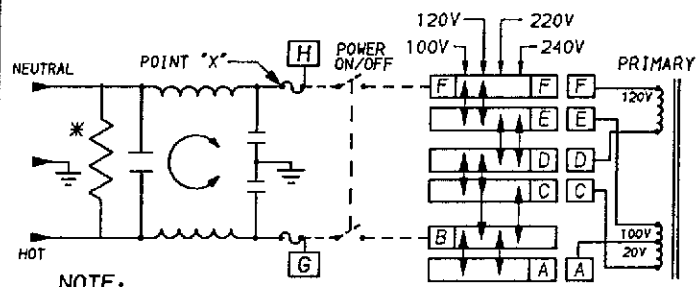 120V 220V
100V 240V
POINT "X"
H
POWER
ON/OFF
PRIMARY
NEUTRAL
F F F
120V
E E
*
D D
C C
B
100V
20V
HOT
G
A A
NOTE: